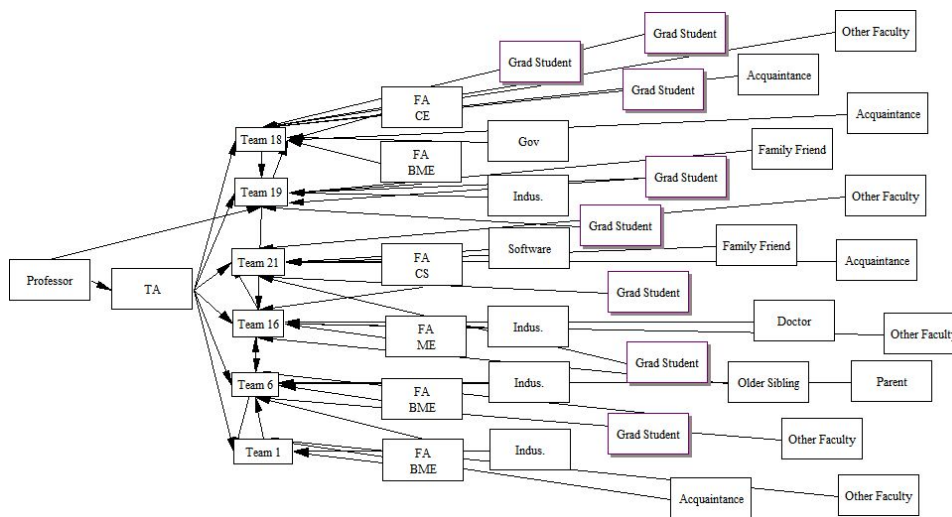 Grad Student
Other Faculty
Grad Student
Acquaintance
Grad Student
FA
CE
Acquaintance
Team 18
Gov
FA
BME
Family Friend
Grad Student
Team 19
Indus.
Other Faculty
Grad Student
Software
Family Friend
Team 21
FA
CS
Acquaintance
Professor
TA
Grad Student
Team 16
Indus.
Doctor
FA
ME
Other Faculty
Grad Student
Team 6
Indus.
Older Sibling
Parent
FA
BME
Grad Student
Other Faculty
Team 1
Indus.
FA
BME
Acquaintance
Other Faculty